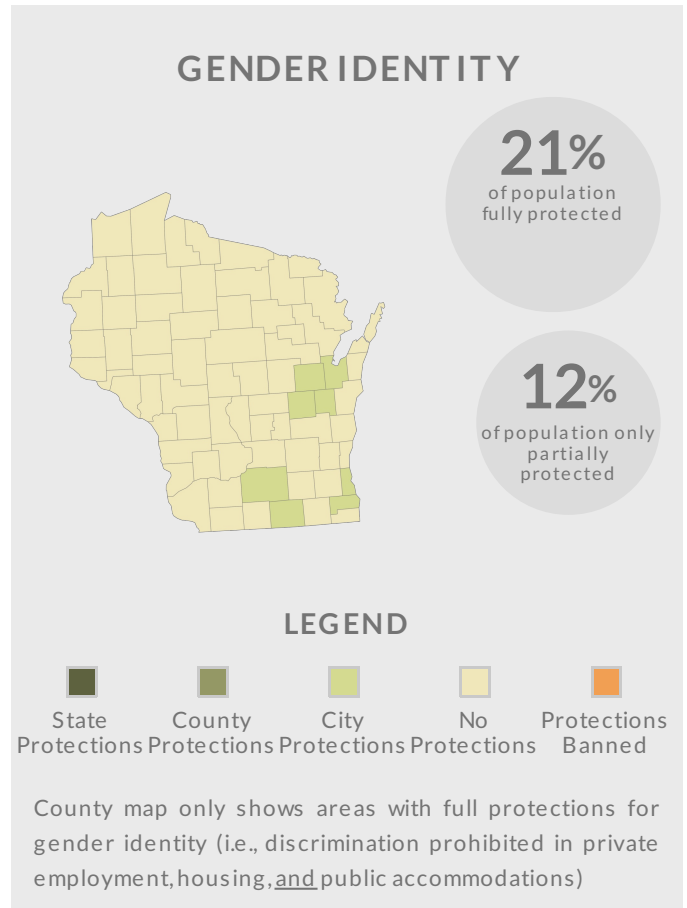 GENDER IDENTITY
21%
of population
fully protected
12%
of population only
partially
protected
LEGEND
State
Protections
County
Protections
City
Protections
No
Protections
Protections
Banned
County map only shows areas with full protections for
gender identity (i.e., discrimination prohibited in private
employment, housing, and public accommodations)